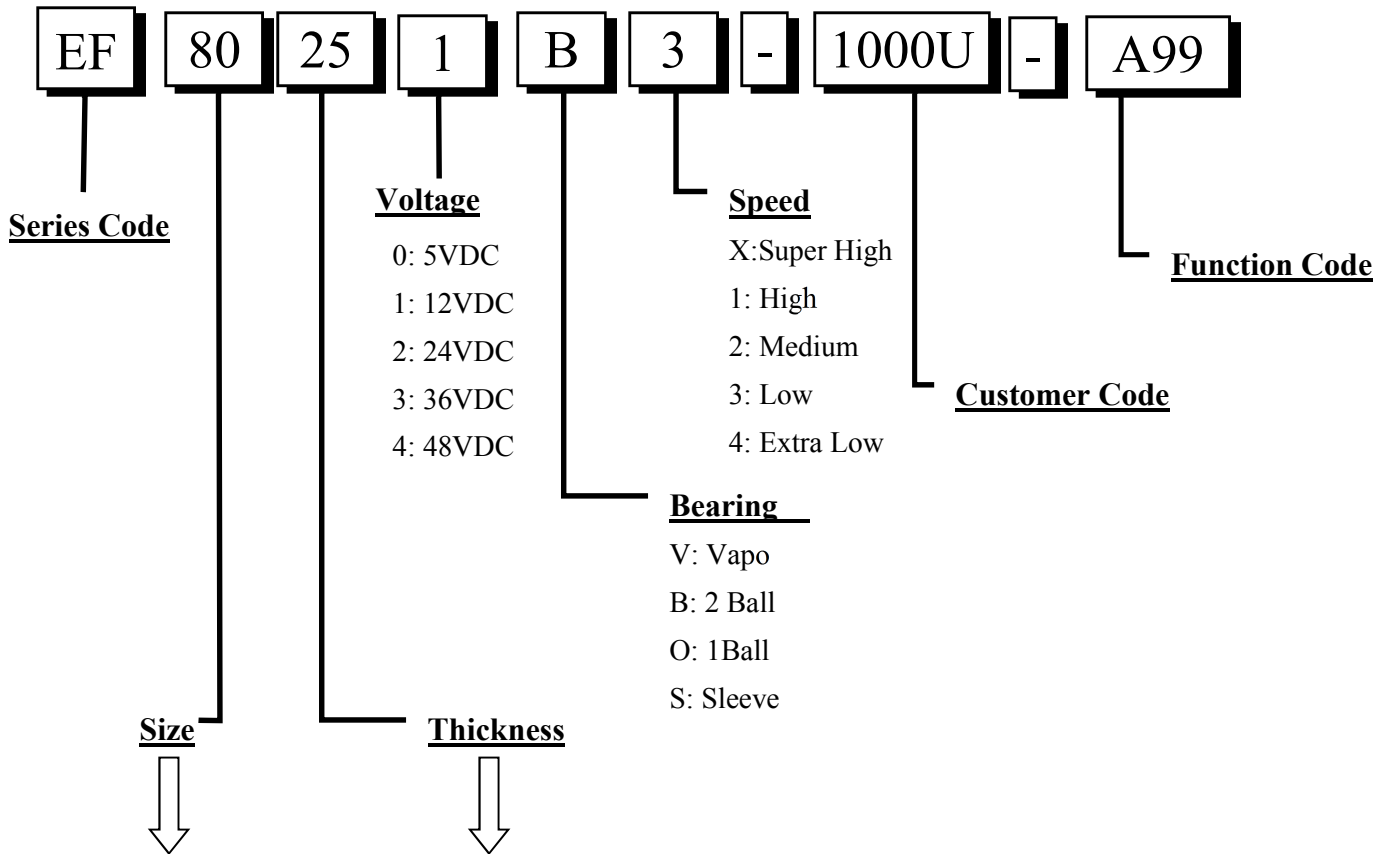 EF 80 25 1 B 3 - 1000U - A99
Series Code
Voltage
0: 5VDC
1: 12VDC
2: 24VDC
3: 36VDC
4: 48VDC
Speed
X:Super High
1: High
2: Medium
3: Low
4: Extra Low
Function Code
Customer Code
Bearing
V: Vapo
B: 2 Ball
O: 1Ball
S: Sleeve
Size
Thickness